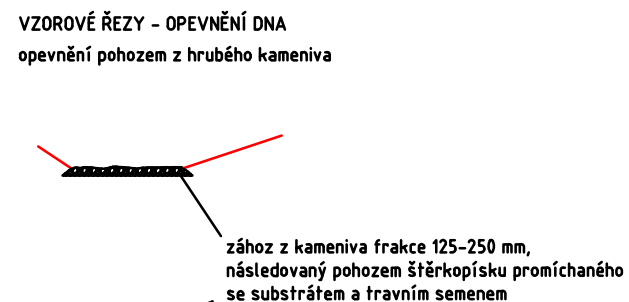 VZOROVÉ ŘEZY - OPEVNĚNÍ DNA
opevnění pohozem z hrubého kameniva
zához z kameniva frakce 125-250 mm,
následovaný pohozem štěrkopísku promíchaného
se substrátem a travním semenem